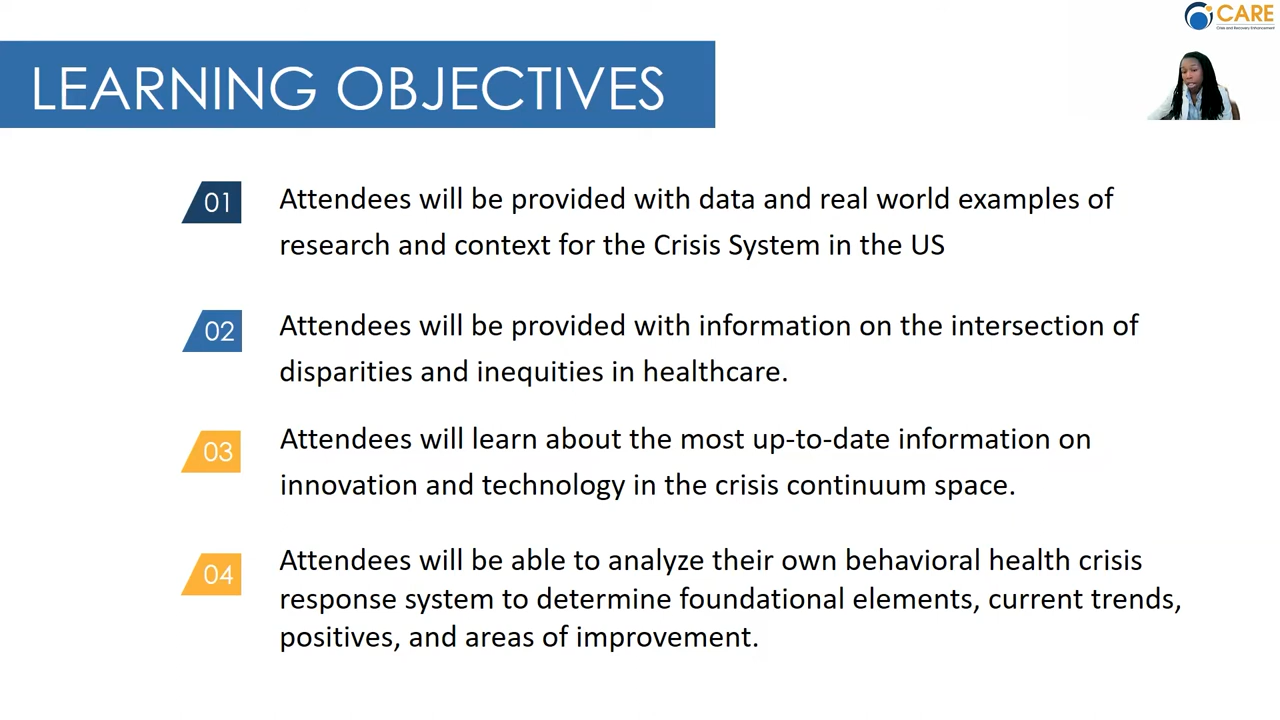 CARE
Crisis and Recovery Enhancement
LEARNING OBJECTIVES
01
Attendees will be provided with data and real world examples of
research and context for the Crisis System in the US
02
Attendees will be provided with information on the intersection of
disparities and inequities in healthcare.
03
Attendees will learn about the most up-to-date information on
innovation and technology in the crisis continuum space.
04
Attendees will be able to analyze their own behavioral health crisis
response system to determine foundational elements, current trends,
positives, and areas of improvement.